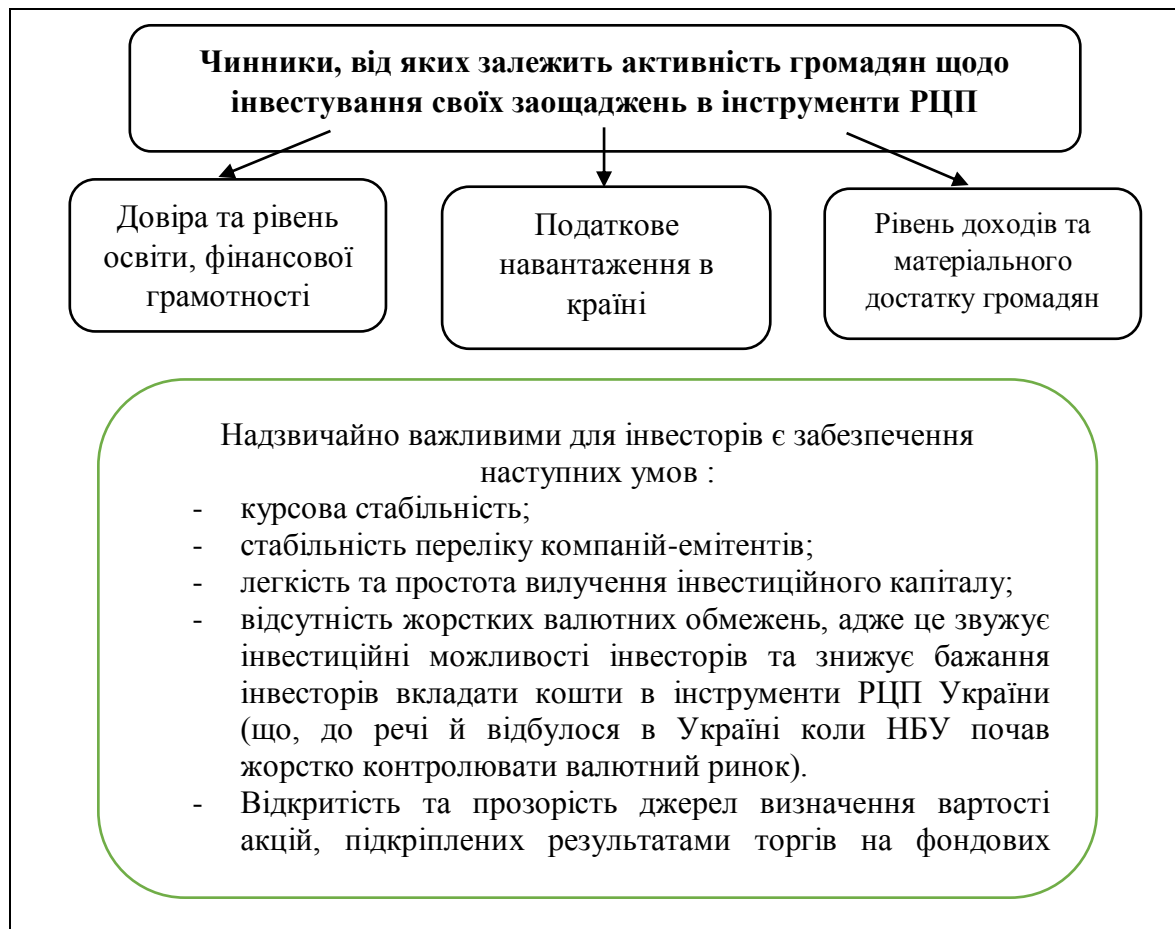 Чинники, від яких залежить активність громадян щодо
інвестування своїх заощаджень в інструменти РЦП
Довіра та рівень
освіти, фінансової
грамотності
Податкове
навантаження в
країні
Рівень доходів та
матеріального
достатку громадян
Надзвичайно важливими для інвесторів є забезпечення
наступних умов :
- курсова стабільність;
- стабільність переліку компаній-емітентів;
- легкість та простота вилучення інвестиційного капіталу;
- відсутність жорстких валютних обмежень, адже це звужує
інвестиційні можливості інвесторів та знижує бажання
інвесторів вкладати кошти в інструменти РЦП України
(що, до речі й відбулося в Україні коли НБУ почав
жорстко контролювати валютний ринок).
- Відкритість та прозорість джерел визначення вартості
акцій, підкріплених результатами торгів на фондових